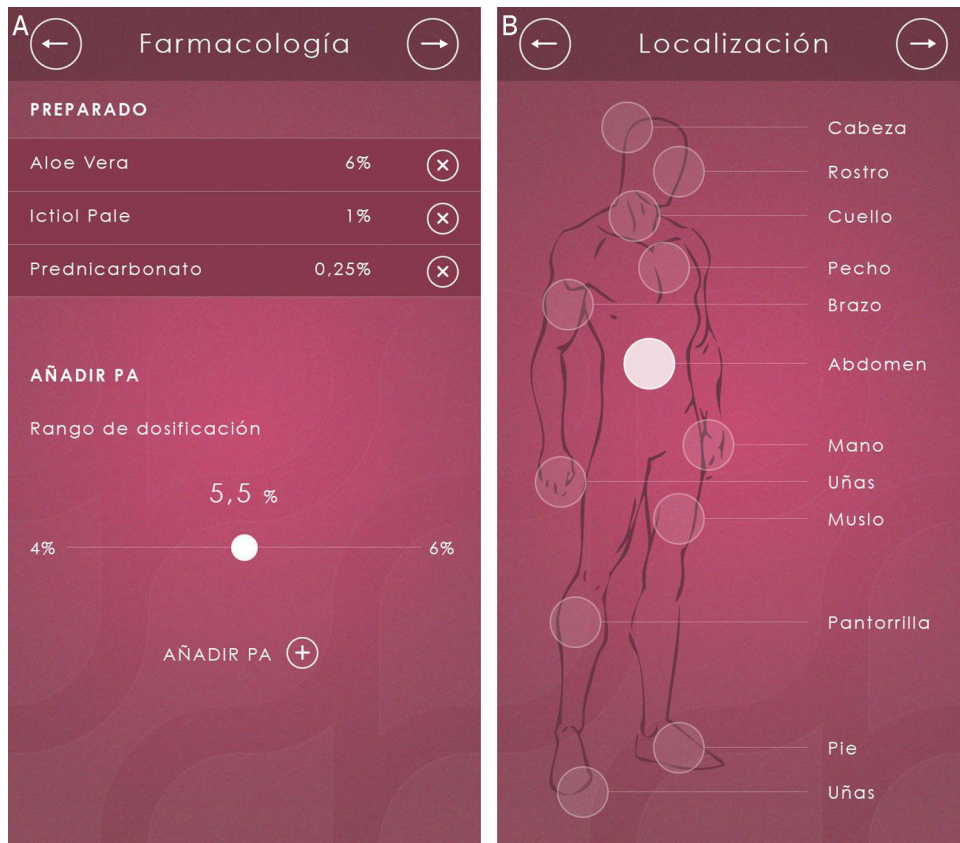 A
Farmacología
PREPARADO
Aloe Vera 6%
Ictiol Pale 1%
Prednicarbonato 0,25%
AÑADIR PA
Rango de dosificación
5,5 %
4% 6%
AÑADIR PA
B
Localización
Cabeza
Rostro
Cuello
Pecho
Brazo
Abdomen
Mano
Uñas
Muslo
Pantorrilla
Pie
Uñas